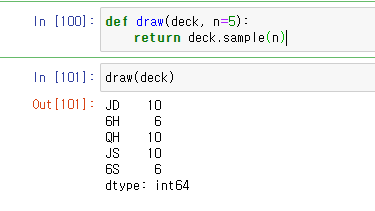 In [100]: def draw(deck, n=5):
return deck.sample(n)
In [101]: draw(deck)
Out[101]: JD 10
6H 6
QH 10
JS 10
6S 6
dtype: int64